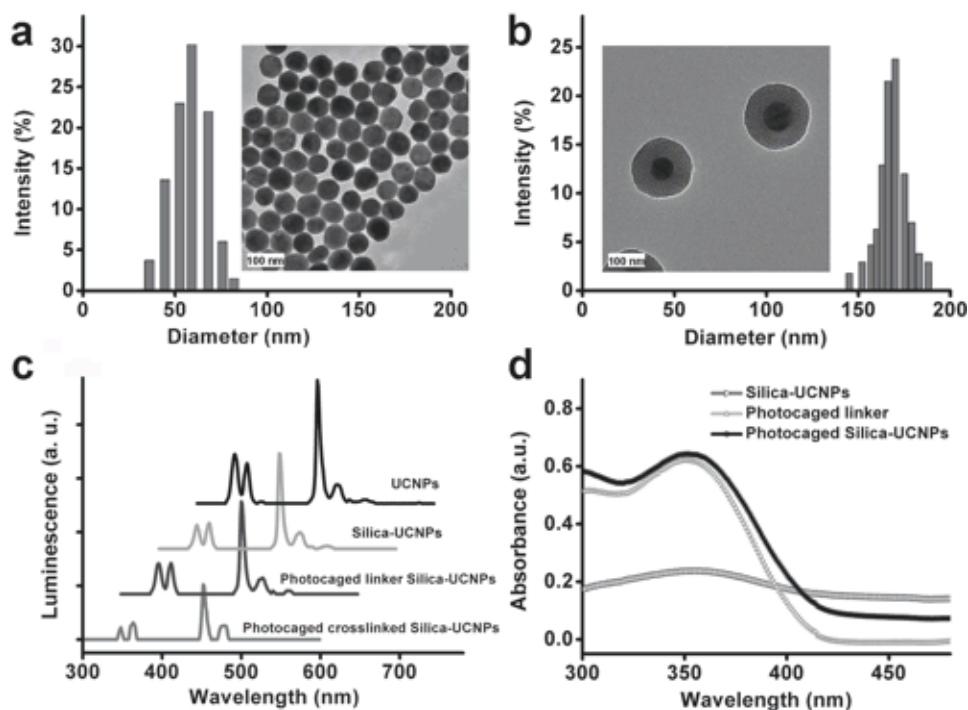 a
Intensity (%)
30
25
20
15
10
5
0
100 nm
0 50 100 150 200
Diameter (nm)
b
Intensity (%)
25
20
15
10
5
0
100 nm
0 50 100 150 200
Diameter (nm)
c
Luminescence (a. u.)
UCNPs
Silica-UCNPs
Photocaged linker Silica-UCNPs
Photocaged crosslinked Silica-UCNPs
300 400 500 600 700
Wavelength (nm)
d
Absorbance (a.u.)
Silica-UCNPs
Photocaged linker
Photocaged Silica-UCNPs
0.8
0.6
0.4
0.2
0.0
300 350 400 450
Wavelength (nm)